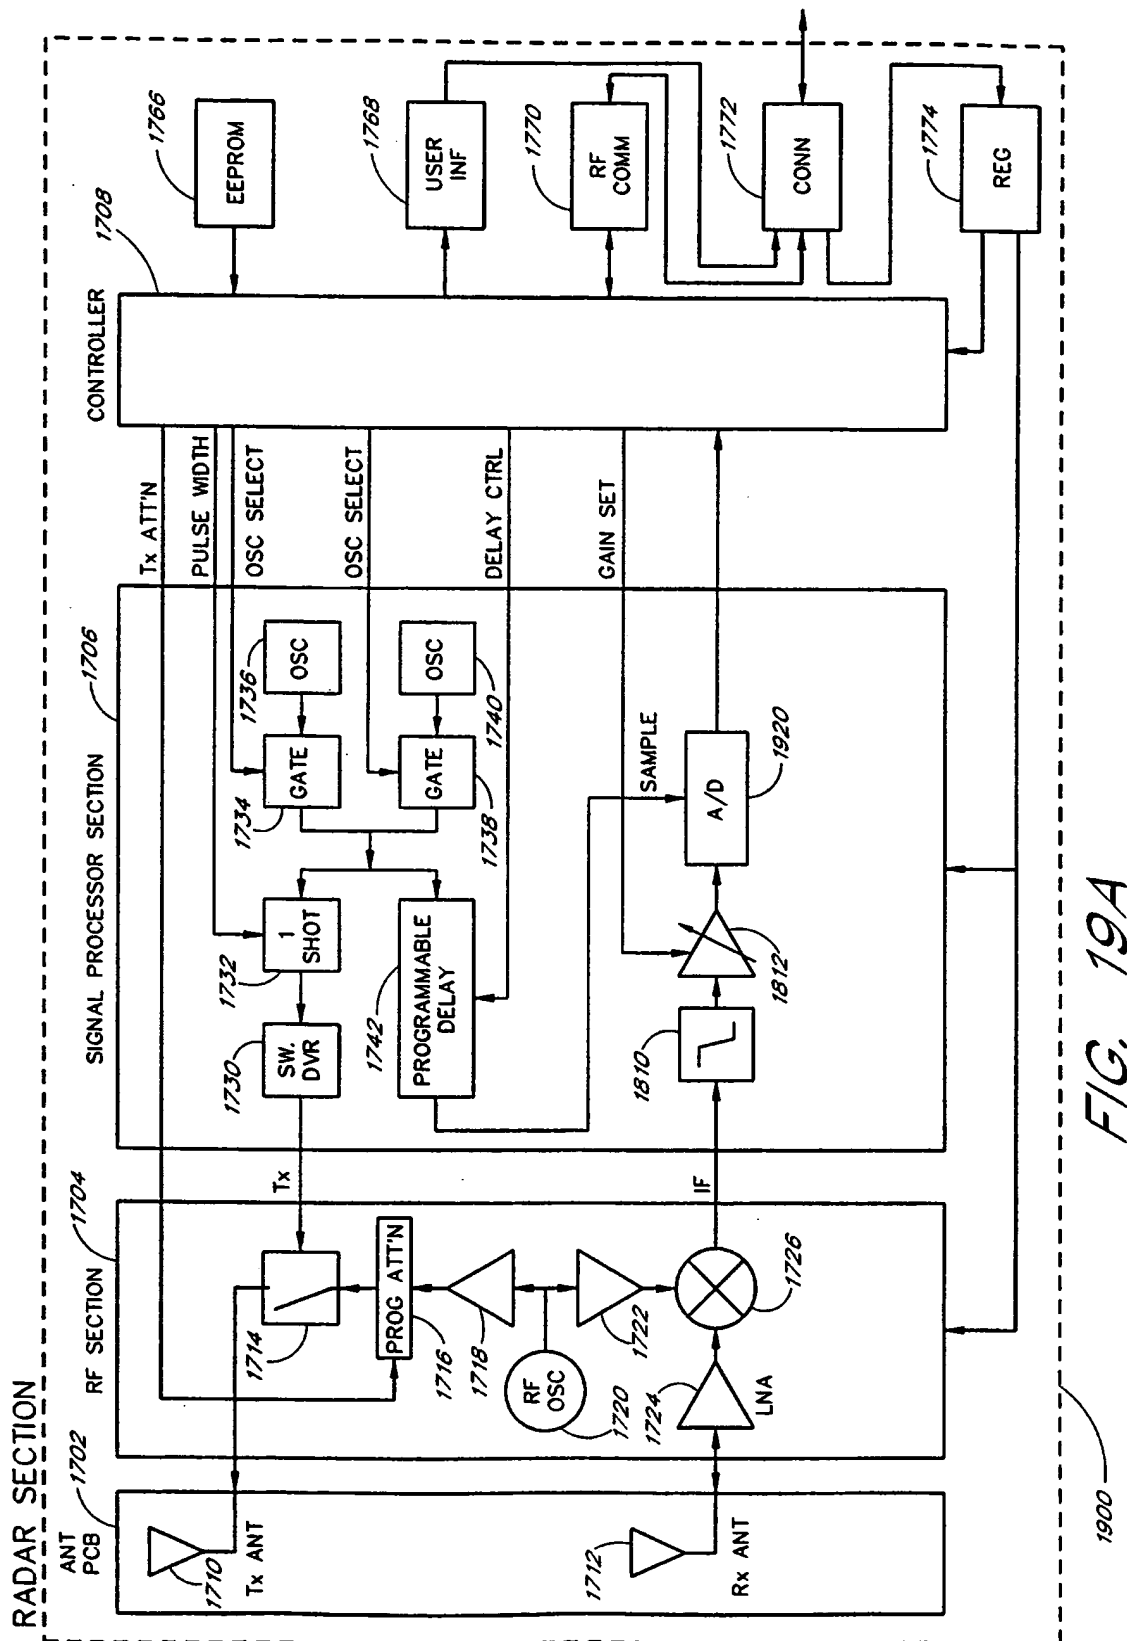 RADAR SECTION
ANT
PCB
1702
RF SECTION
1704
SIGNAL PROCESSOR SECTION
1706
CONTROLLER
1708
1710
Tx ANT
1712
Rx ANT
1714
PROG ATT'N
1716
1718
RF
OSC
1720
1722
1724
LNA
1726
Tx
IF
SW.
DVR
1730
1
SHOT
1732
GATE
1734
OSC
1736
GATE
1738
OSC
1740
PROGRAMMABLE
DELAY
1742
1810
1812
SAMPLE
A/D
1920
Tx ATT'N
PULSE WIDTH
OSC SELECT
OSC SELECT
DELAY CTRL
GAIN SET
EEPROM
1766
USER
INF
1768
RF
COMM
1770
CONN
1772
REG
1774
1900
FIG. 19A